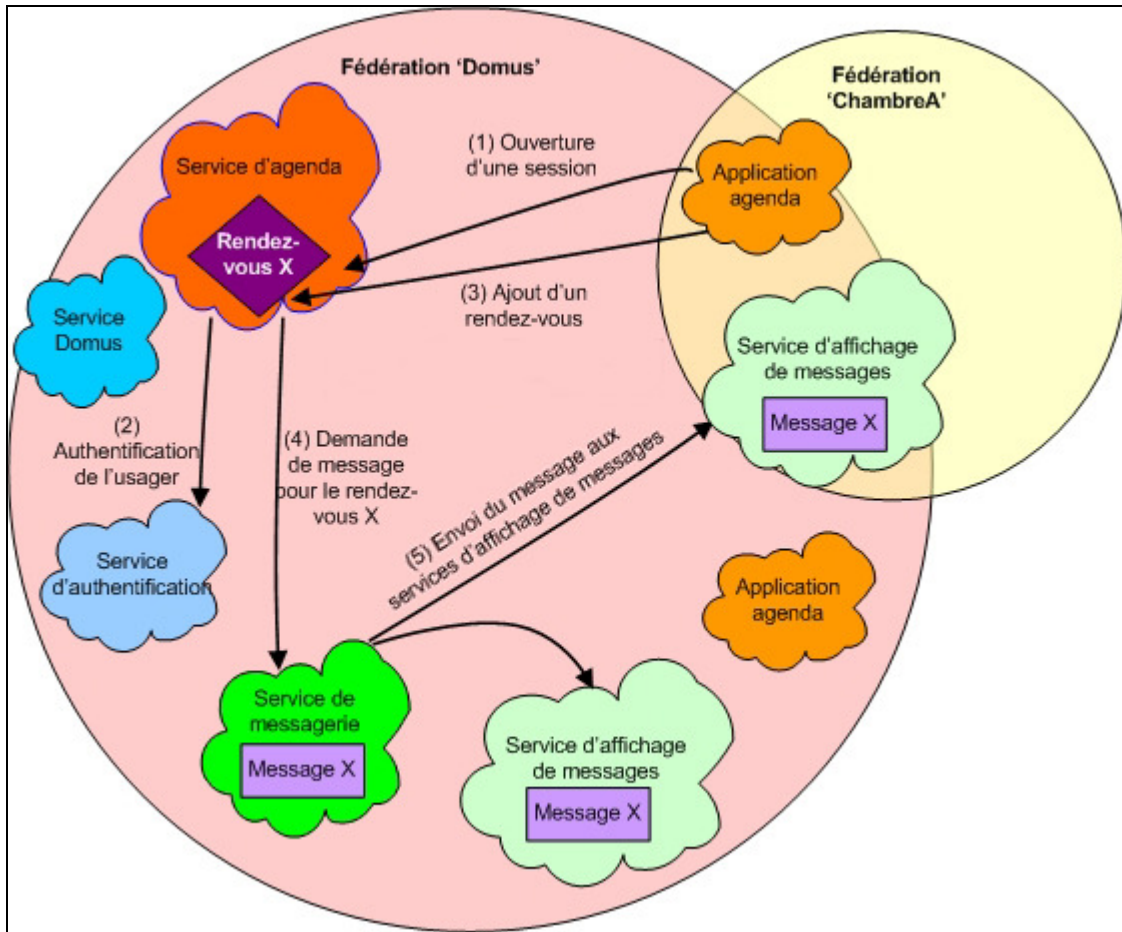 Fédération 'Domus'
Fédération
'ChambreA'
(1) Ouverture
d'une session
Service d'agenda
Application
agenda
Rendez-
vous X
(3) Ajout d'un
rendez-vous
Service
Domus
Service d'affichage
de messages
Message X
(2)
Authentification
de l'usager
(4) Demande
de message
pour le rendez-
vous X
(5) Envoi du message aux
services d'affichage de messages
Service
d'authentification
Application
agenda
Service de
messagerie
Message X
Service d'affichage
de messages
Message X